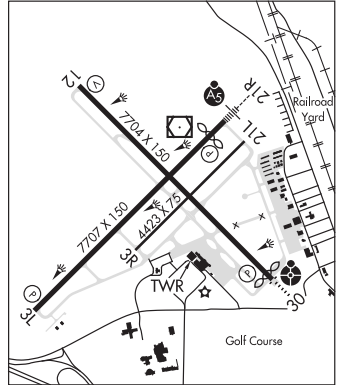 12
V
A5
21R
Railroad
Yard
7704 X 150
21L
P
4423 X 75
7707 X 150
3R
P
P
TWR
3L
30
Golf Course